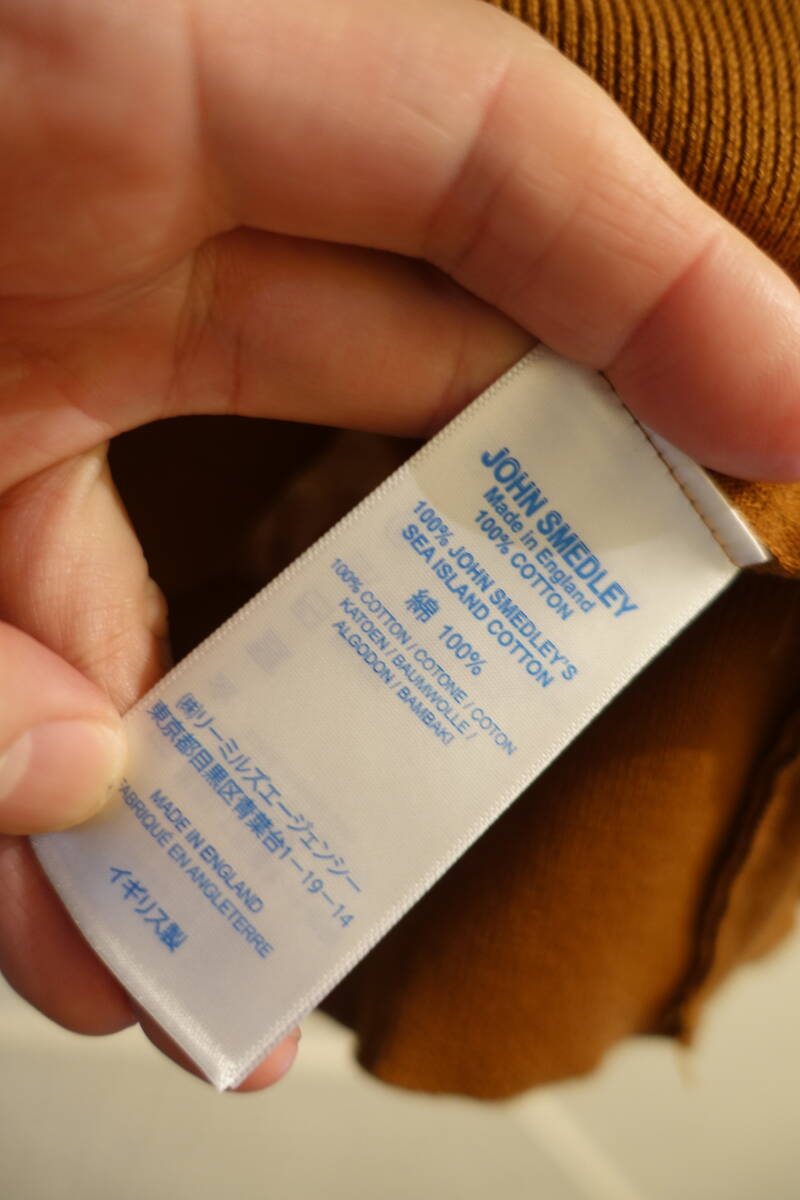 JOHN SMEDLEY
Made in England
100% COTTON
100% JOHN SMEDLEY'S
SEA ISLAND COTTON
綿 100%
100% COTTON / COTONE / COTON
KATOEN / BAUMWOLLE /
ALGODON / BAMBAKI
(株)リーミルズエージェンシー
東京都目黒区青葉台1-19-14
MADE IN ENGLAND
FABRIQUÉ EN ANGLETERRE
イギリス製